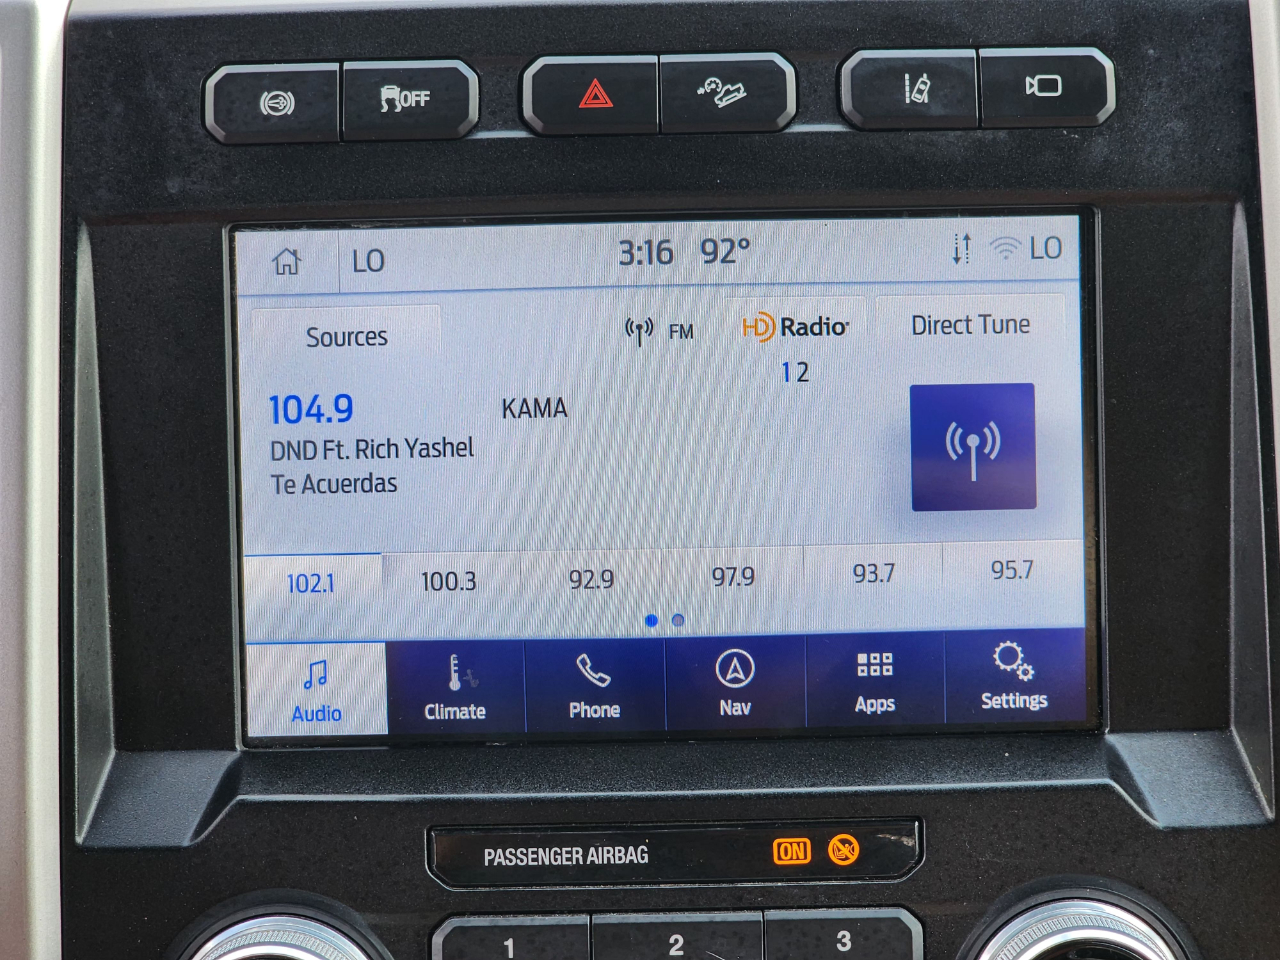 OFF
LO 3:16 92° LO
Sources FM HD Radio Direct Tune
1 2
104.9 KAMA
DND Ft. Rich Yashel
Te Acuerdas
102.1 100.3 92.9 97.9 93.7 95.7
Audio Climate Phone Nav Apps Settings
PASSENGER AIRBAG ON
1 2 3